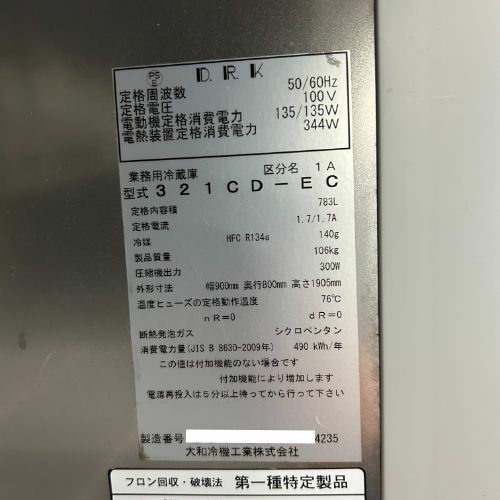 PS E D.R.K
定格周波数 50/60Hz
定格電圧 100V
電動機定格消費電力 135/135W
電熱装置定格消費電力 344W
業務用冷蔵庫 区分名 1A
型式 321CD-EC
定格内容積 783L
定格電流 1.7/1.7A
冷媒 HFC R134a 140g
製品質量 106kg
圧縮機出力 300W
外形寸法 幅900mm 奥行800mm 高さ1905mm
温度ヒューズの定格動作温度 76℃
nR=0 dR=0
断熱発泡ガス シクロペンタン
消費電力量(JIS B 8630-2009年) 490 kWh/年
この値は付加機能のない場合です
付加機能により増加します
電源再投入は5分以上待ってから行って下さい
製造番号 4235
大和冷機工業株式会社
フロン回収・破壊法 第一種特定製品